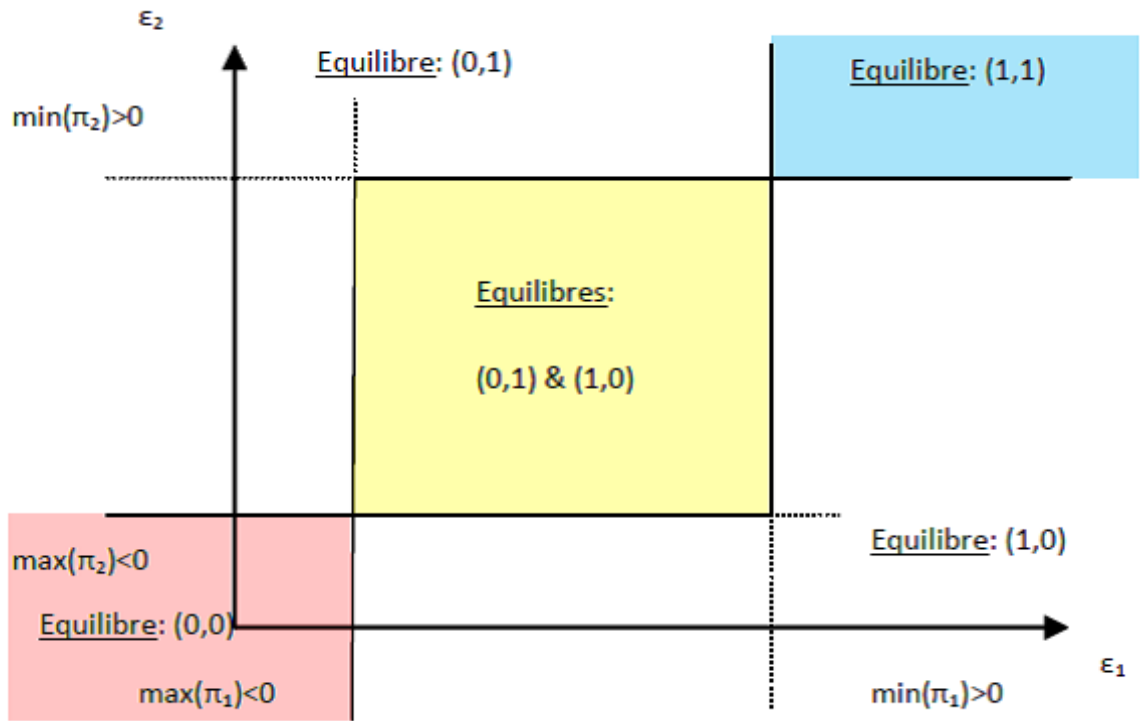 ε₂
Equilibre: (0,1)
Equilibre: (1,1)
min(π₂)>0
Equilibres:
(0,1) & (1,0)
max(π₂)<0
Equilibre: (1,0)
Equilibre: (0,0)
ε₁
max(π₁)<0
min(π₁)>0